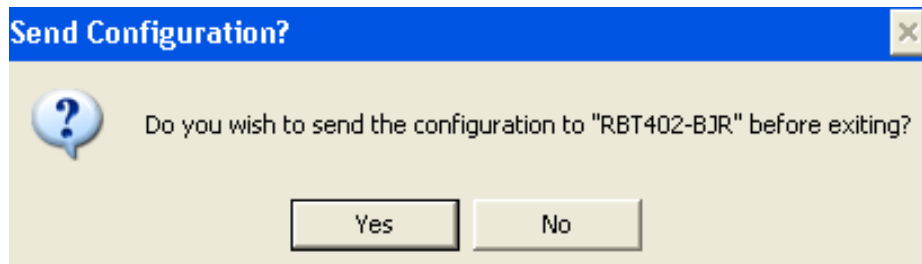 Send Configuration?
Do you wish to send the configuration to "RBT402-BJR" before exiting?
Yes
No